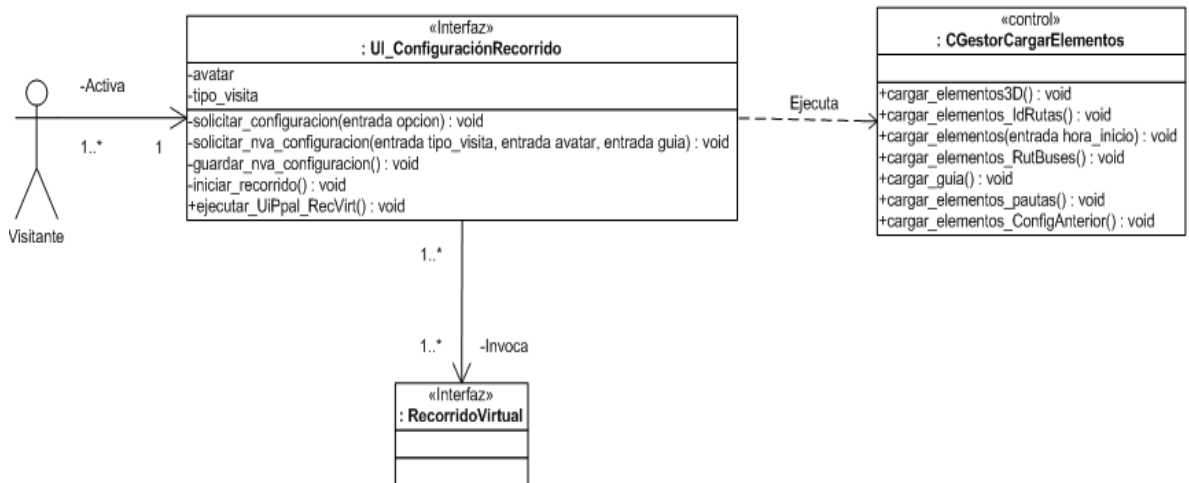 -Activa
1..*
1
Visitante
«Interfaz»
: UI_ConfiguraciónRecorrido
-avatar
-tipo_visita
-solicitar_configuracion(entrada opcion) : void
-solicitar_nva_configuracion(entrada tipo_visita, entrada avatar, entrada guia) : void
-guardar_nva_configuracion() : void
-iniciar_recorrido() : void
+ejecutar_UiPpal_RecVirt() : void
Ejecuta
«control»
: CGestorCargarElementos
+cargar_elementos3D() : void
+cargar_elementos_IdRutas() : void
+cargar_elementos(entrada hora_inicio) : void
+cargar_elementos_RutBuses() : void
+cargar_guia() : void
+cargar_elementos_pautas() : void
+cargar_elementos_ConfigAnterior() : void
1..*
1..*
-Invoca
«Interfaz»
: RecorridoVirtual